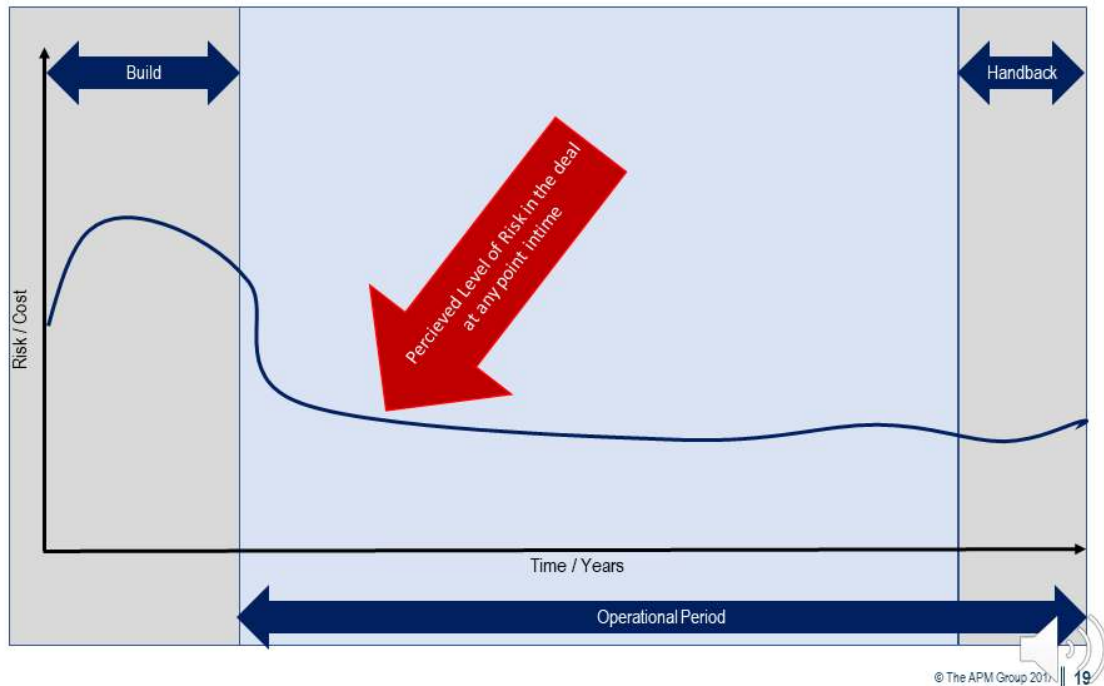 Build
Handback
Percieved Level of Risk in the deal
at any point intime
Risk / Cost
Time / Years
Operational Period
© The APM Group 201
19